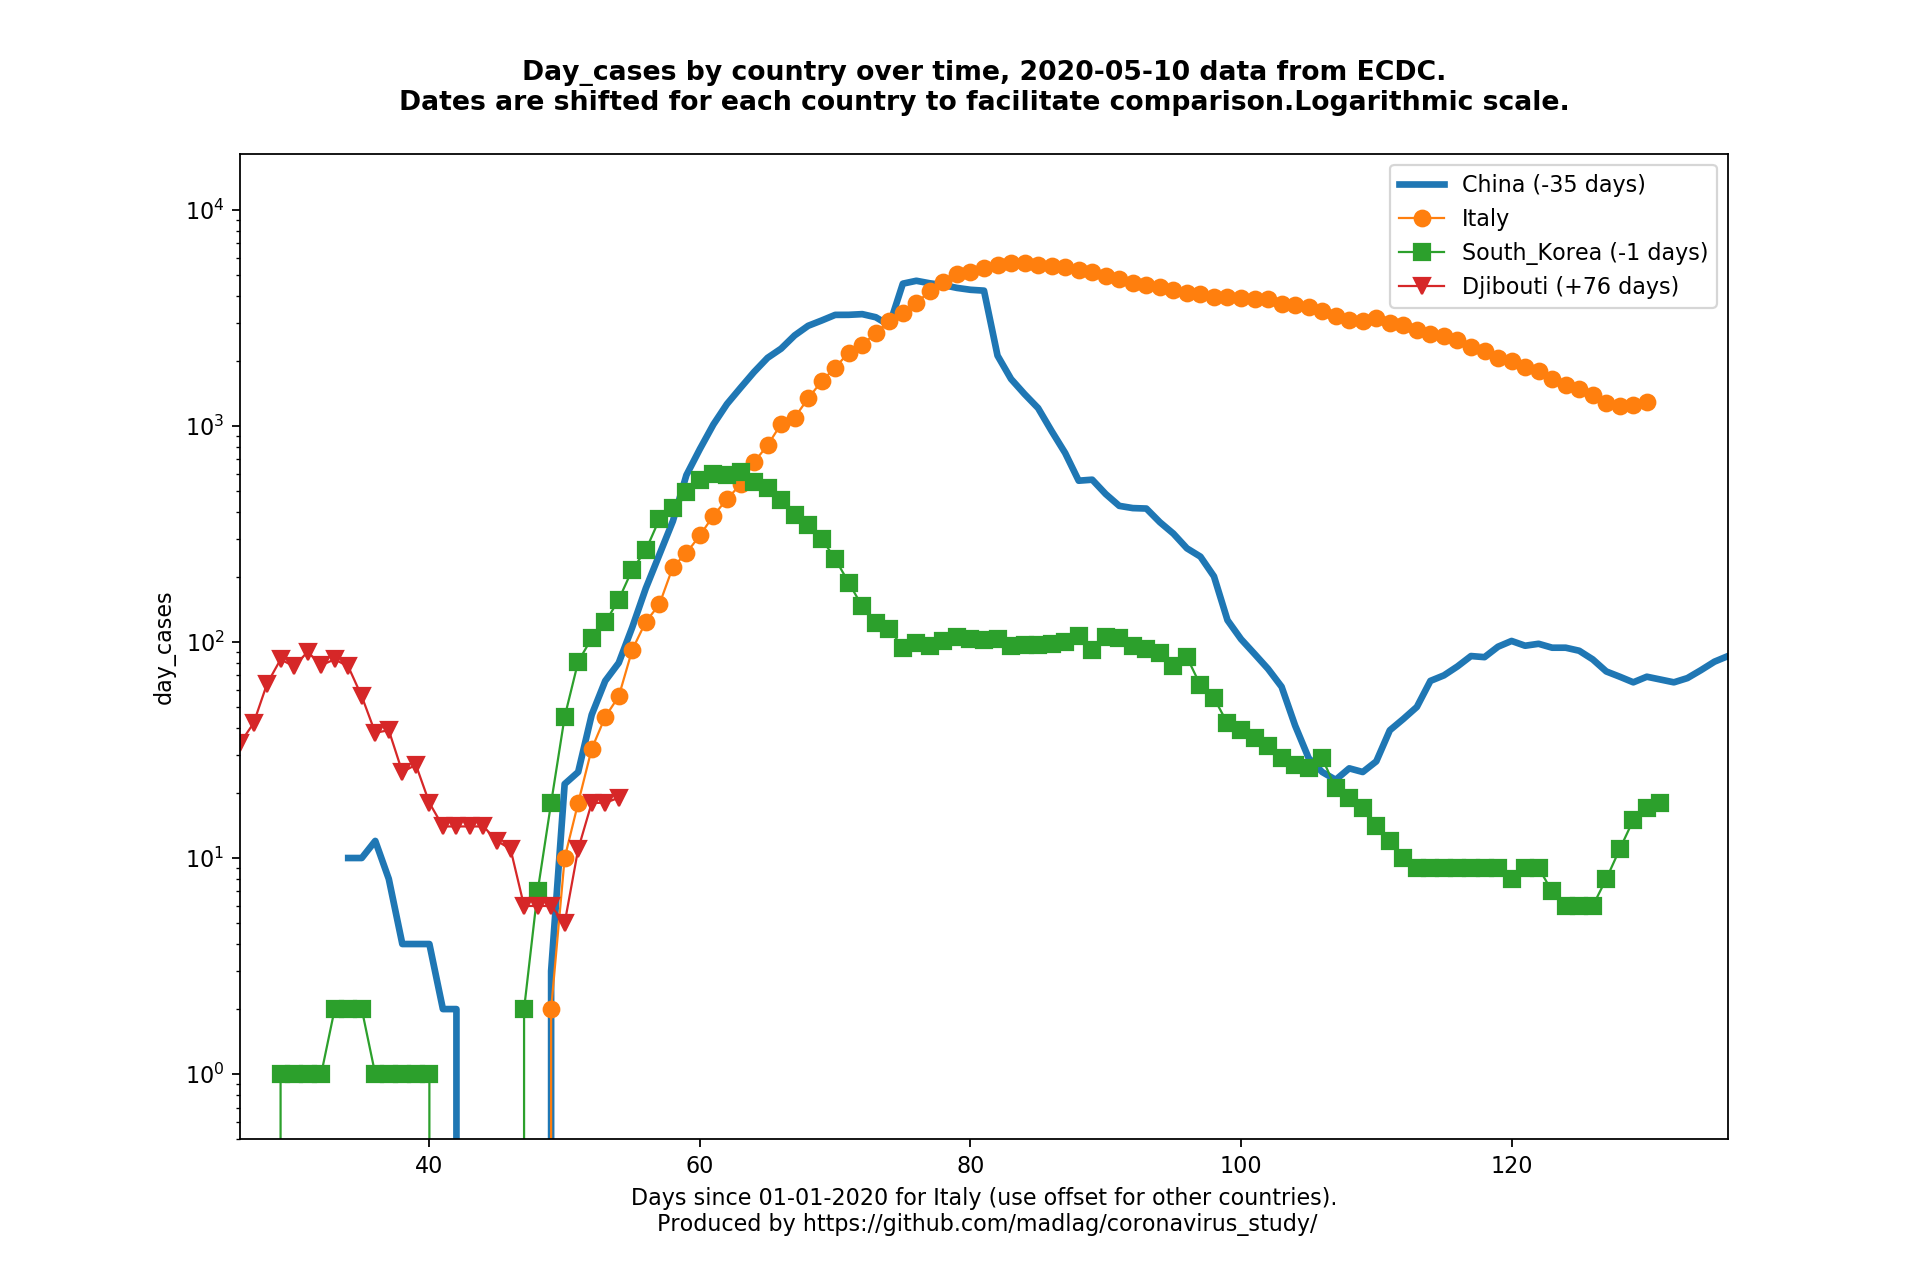 Day_cases by country over time, 2020-05-10 data from ECDC.
Dates are shifted for each country to facilitate comparison.Logarithmic scale.
China (-35 days)
Italy
South_Korea (-1 days)
Djibouti (+76 days)
10^4
10^3
10^2
10^1
10^0
day_cases
40 60 80 100 120
Days since 01-01-2020 for Italy (use offset for other countries).
Produced by https://github.com/madlag/coronavirus_study/